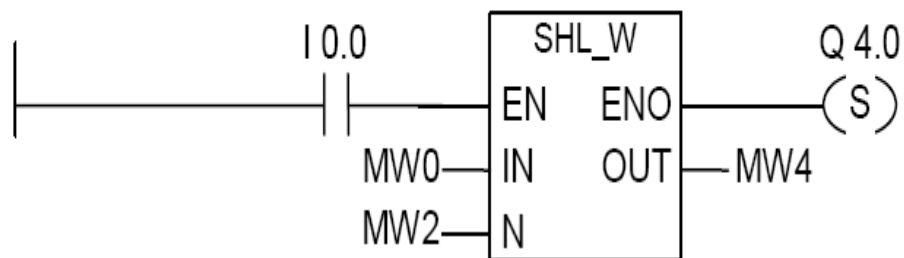 I 0.0 SHL_W Q 4.0
EN ENO (S)
MW0 IN OUT MW4
MW2 N